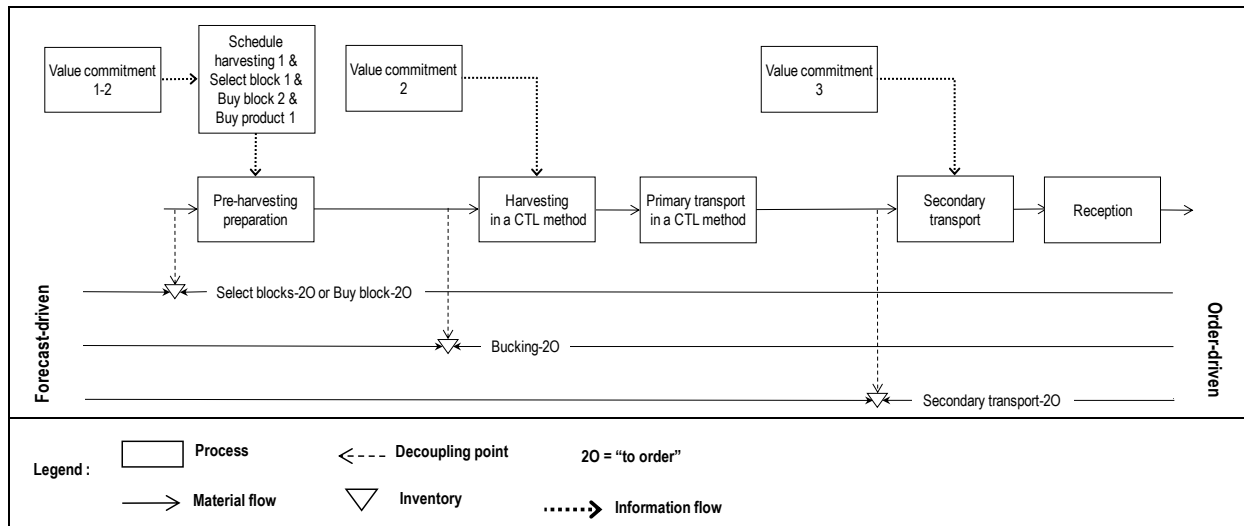 Value commitment
1-2
Schedule
harvesting 1 &
Select block 1 &
Buy block 2 &
Buy product 1
Value commitment
2
Value commitment
3
Pre-harvesting
preparation
Harvesting
in a CTL method
Primary transport
in a CTL method
Secondary
transport
Reception
Forecast-driven
Select blocks-2O or Buy block-2O
Bucking-2O
Secondary transport-2O
Order-driven
Legend :
Process
Decoupling point
2O = “to order”
Material flow
Inventory
Information flow